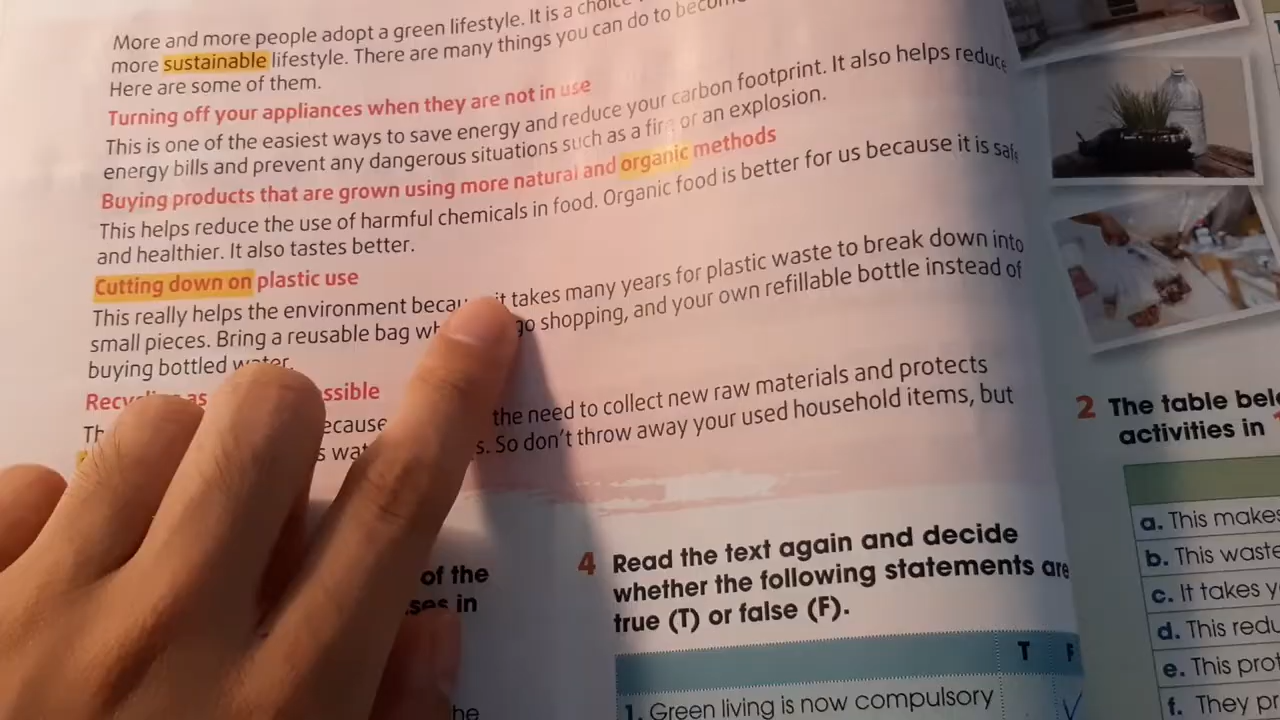 More and more people adopt a green lifestyle. It is a choice
more sustainable lifestyle. There are many things you can do to become
Here are some of them.
Turning off your appliances when they are not in use
This is one of the easiest ways to save energy and reduce your carbon footprint. It also helps reduce
energy bills and prevent any dangerous situations such as a fire or an explosion.
Buying products that are grown using more natural and organic methods
This helps reduce the use of harmful chemicals in food. Organic food is better for us because it is safe
and healthier. It also tastes better.
Cutting down on plastic use
This really helps the environment because it takes many years for plastic waste to break down into
small pieces. Bring a reusable bag go shopping, and your own refillable bottle instead of
buying bottled water.
as
the need to collect new raw materials and protects
So don't throw away your used household items, but
of the
in
4 Read the text again and decide
whether the following statements are
true (T) or false (F).
T F
1. Green living is now compulsory
2 The table
activities in
a. This makes
b. This waste
c. It takes
d. This
e. This
f. They